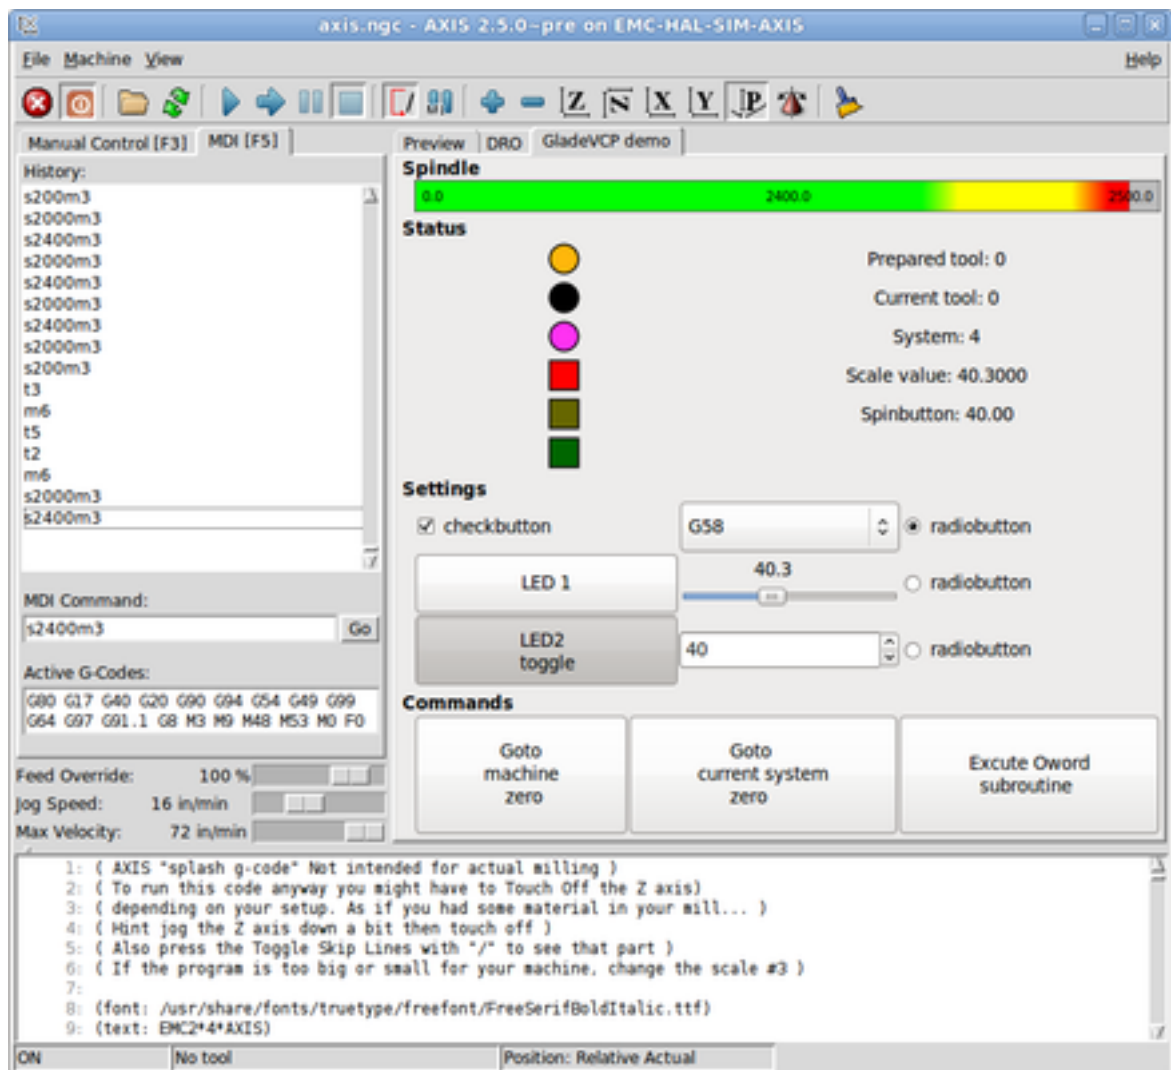 axis.ngc - AXIS 2.5.0~pre on EMC-HAL-SIM-AXIS
File Machine View Help
Z N X Y P
Manual Control [F3] MDI [F5]
History:
s200m3
s2000m3
s2400m3
s2000m3
s2400m3
s2000m3
s2400m3
s2000m3
s200m3
t3
m6
t5
t2
m6
s2000m3
s2400m3
MDI Command:
s2400m3 Go
Active G-Codes:
G80 G17 G40 G20 G90 G94 G54 G49 G99
G64 G97 G91.1 G8 M3 M9 M48 M53 M0 F0
Feed Override: 100 %
Jog Speed: 16 in/min
Max Velocity: 72 in/min
Preview DRO GladeVCP demo
Spindle
0.0 2400.0 2500.0
Status
Prepared tool: 0
Current tool: 0
System: 4
Scale value: 40.3000
Spinbutton: 40.00
Settings
checkbutton G58 radiobutton
LED 1 40.3 radiobutton
LED2
toggle 40 radiobutton
Commands
Goto
machine
zero
Goto
current system
zero
Excute Oword
subroutine
1: ( AXIS "splash g-code" Not intended for actual milling )
2: ( To run this code anyway you might have to Touch Off the Z axis)
3: ( depending on your setup. As if you had some material in your mill... )
4: ( Hint jog the Z axis down a bit then touch off )
5: ( Also press the Toggle Skip Lines with "/" to see that part )
6: ( If the program is too big or small for your machine, change the scale #3 )
7:
8: (font: /usr/share/fonts/truetype/freefont/FreeSerifBoldItalic.ttf)
9: (text: EMC2*4*AXIS)
ON No tool Position: Relative Actual